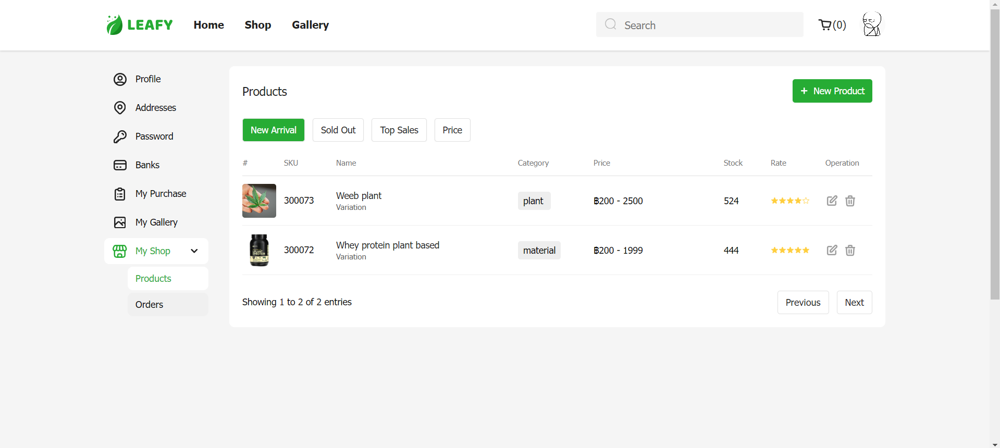 LEAFY
Home
Shop
Gallery
Search
(0)
Profile
Addresses
Password
Banks
My Purchase
My Gallery
My Shop
Products
Orders
Products
+ New Product
New Arrival
Sold Out
Top Sales
Price
# SKU Name Category Price Stock Rate Operation
300073 Weeb plant plant ฿200 - 2500 524
Variation
300072 Whey protein plant based material ฿200 - 1999 444
Variation
PLANT
PROTEIN
Showing 1 to 2 of 2 entries
Previous
Next